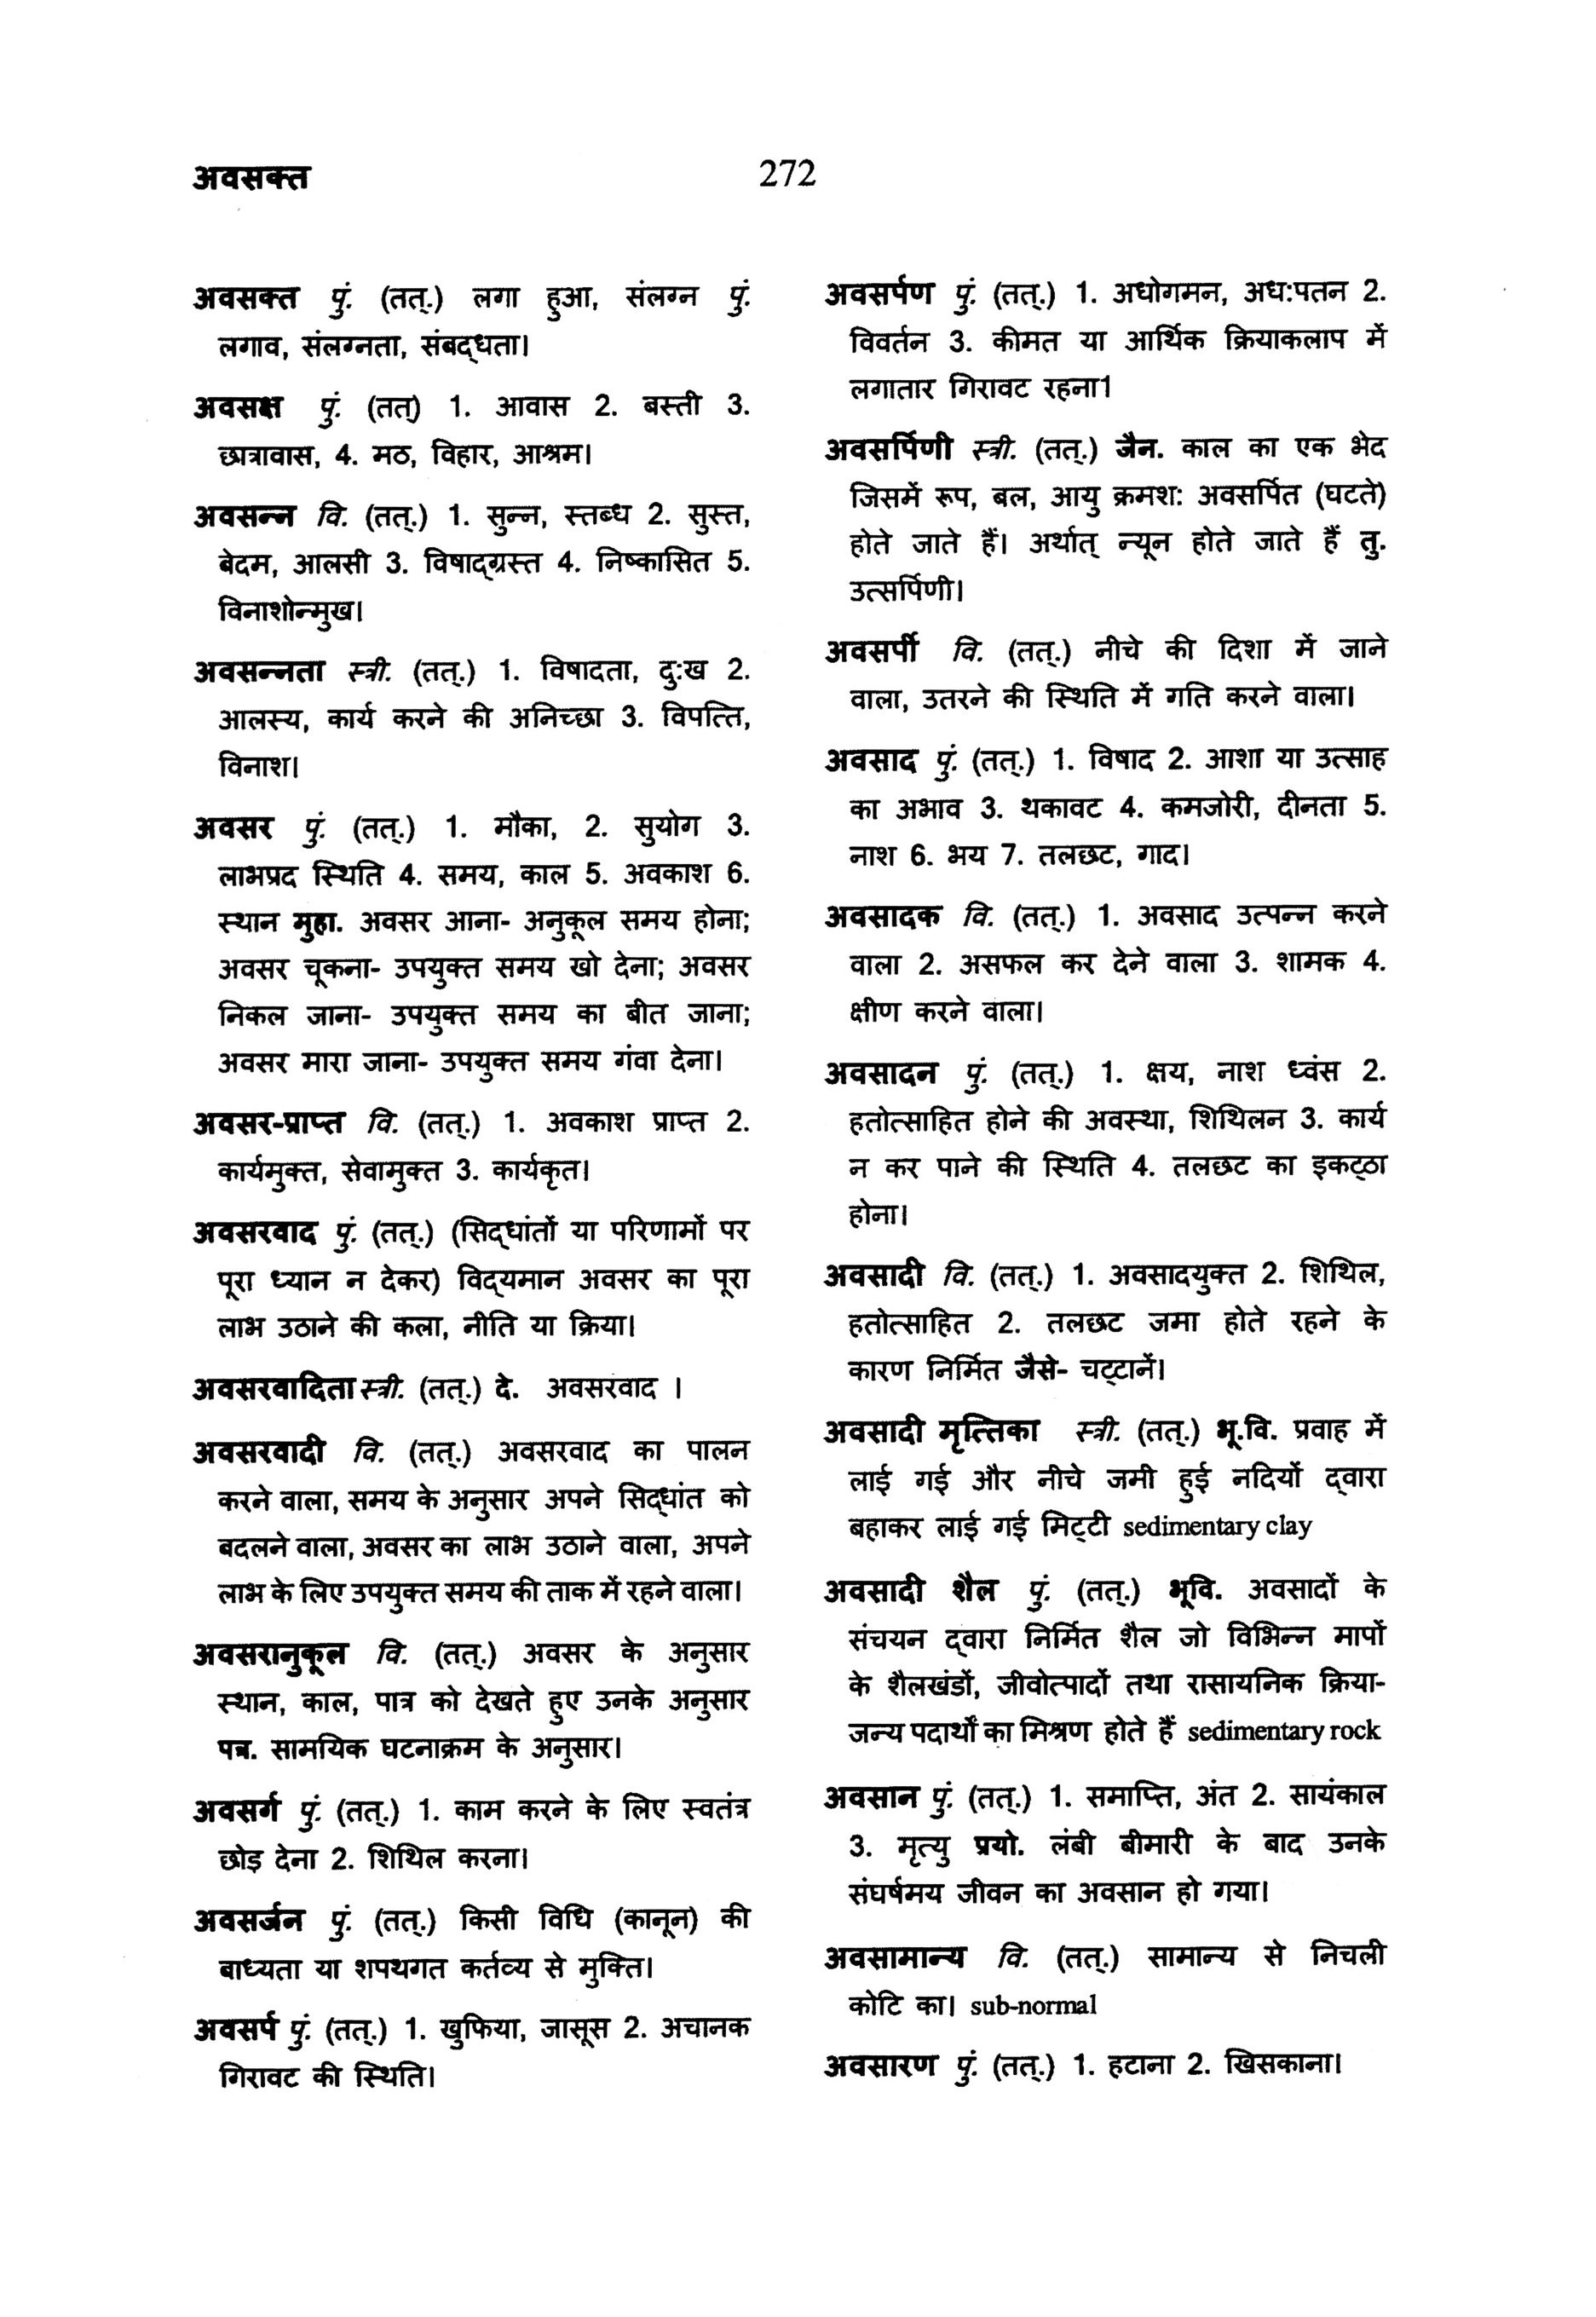 अवसक्त
272
अवसक्त पुं. (तत्.) लगा हुआ, संलग्न पुं.
लगाव, संलग्नता, संबद्धता।
अवसक्ष पुं. (तत्) 1. आवास 2. बस्ती 3.
छात्रावास, 4. मठ, विहार, आश्रम।
अवसन्न वि. (तत्.) 1. सुन्न, स्तब्ध 2. सुस्त,
बेदम, आलसी 3. विषाद्ग्रस्त 4. निष्कासित 5.
विनाशोन्मुख।
अवसन्नता स्त्री. (तत्.) 1. विषादता, दु:ख 2.
आलस्य, कार्य करने की अनिच्छा 3. विपत्ति,
विनाश।
अवसर पुं. (तत्.) 1. मौका, 2. सुयोग 3.
लाभप्रद स्थिति 4. समय, काल 5. अवकाश 6.
स्थान मुहा. अवसर आना- अनुकूल समय होना;
अवसर चूकना- उपयुक्त समय खो देना; अवसर
निकल जाना- उपयुक्त समय का बीत जाना;
अवसर मारा जाना- उपयुक्त समय गंवा देना।
अवसर-प्राप्त वि. (तत्.) 1. अवकाश प्राप्त 2.
कार्यमुक्त, सेवामुक्त 3. कार्यकृत।
अवसरवाद पुं. (तत्.) (सिद्धांतों या परिणामों पर
पूरा ध्यान न देकर) विद्यमान अवसर का पूरा
लाभ उठाने की कला, नीति या क्रिया।
अवसरवादिता स्त्री. (तत्.) दे. अवसरवाद ।
अवसरवादी वि. (तत्.) अवसरवाद का पालन
करने वाला, समय के अनुसार अपने सिद्धांत को
बदलने वाला, अवसर का लाभ उठाने वाला, अपने
लाभ के लिए उपयुक्त समय की ताक में रहने वाला।
अवसरानुकूल वि. (तत्.) अवसर के अनुसार
स्थान, काल, पात्र को देखते हुए उनके अनुसार
पत्र. सामयिक घटनाक्रम के अनुसार।
अवसर्ग पुं. (तत्.) 1. काम करने के लिए स्वतंत्र
छोड़ देना 2. शिथिल करना।
अवसर्जन पुं. (तत्.) किसी विधि (कानून) की
बाध्यता या शपथगत कर्तव्य से मुक्ति।
अवसर्प पुं. (तत्.) 1. खुफिया, जासूस 2. अचानक
गिरावट की स्थिति।
अवसर्पण पुं. (तत्.) 1. अधोगमन, अध:पतन 2.
विवर्तन 3. कीमत या आर्थिक क्रियाकलाप में
लगातार गिरावट रहना1
अवसर्पिणी स्त्री. (तत्.) जैन. काल का एक भेद
जिसमें रूप, बल, आयु क्रमश: अवसर्पित (घटते)
होते जाते हैं। अर्थात् न्यून होते जाते हैं तु.
उत्सर्पिणी।
अवसर्पी वि. (तत्.) नीचे की दिशा में जाने
वाला, उतरने की स्थिति में गति करने वाला।
अवसाद पुं. (तत्.) 1. विषाद 2. आशा या उत्साह
का अभाव 3. थकावट 4. कमजोरी, दीनता 5.
नाश 6. भय 7. तलछट, गाद।
अवसादक वि. (तत्.) 1. अवसाद उत्पन्न करने
वाला 2. असफल कर देने वाला 3. शामक 4.
क्षीण करने वाला।
अवसादन पुं. (तत्.) 1. क्षय, नाश ध्वंस 2.
हतोत्साहित होने की अवस्था, शिथिलन 3. कार्य
न कर पाने की स्थिति 4. तलछट का इकट्ठा
होना।
अवसादी वि. (तत्.) 1. अवसादयुक्त 2. शिथिल,
हतोत्साहित 2. तलछट जमा होते रहने के
कारण निर्मित जैसे- चट्टानें।
अवसादी मृत्तिका स्त्री. (तत्.) भू.वि. प्रवाह में
लाई गई और नीचे जमी हुई नदियों द्वारा
बहाकर लाई गई मिट्टी sedimentary clay
अवसादी शैल पुं. (तत्.) भूवि. अवसादों के
संचयन द्वारा निर्मित शैल जो विभिन्न मापों
के शैलखंडों, जीवोत्पादों तथा रासायनिक क्रिया-
जन्य पदार्थों का मिश्रण होते हैं sedimentary rock
अवसान पुं. (तत्.) 1. समाप्ति, अंत 2. सायंकाल
3. मृत्यु प्रयो. लंबी बीमारी के बाद उनके
संघर्षमय जीवन का अवसान हो गया।
अवसामान्य वि. (तत्.) सामान्य से निचली
कोटि का। sub-normal
अवसारण पुं. (तत्.) 1. हटाना 2. खिसकाना।